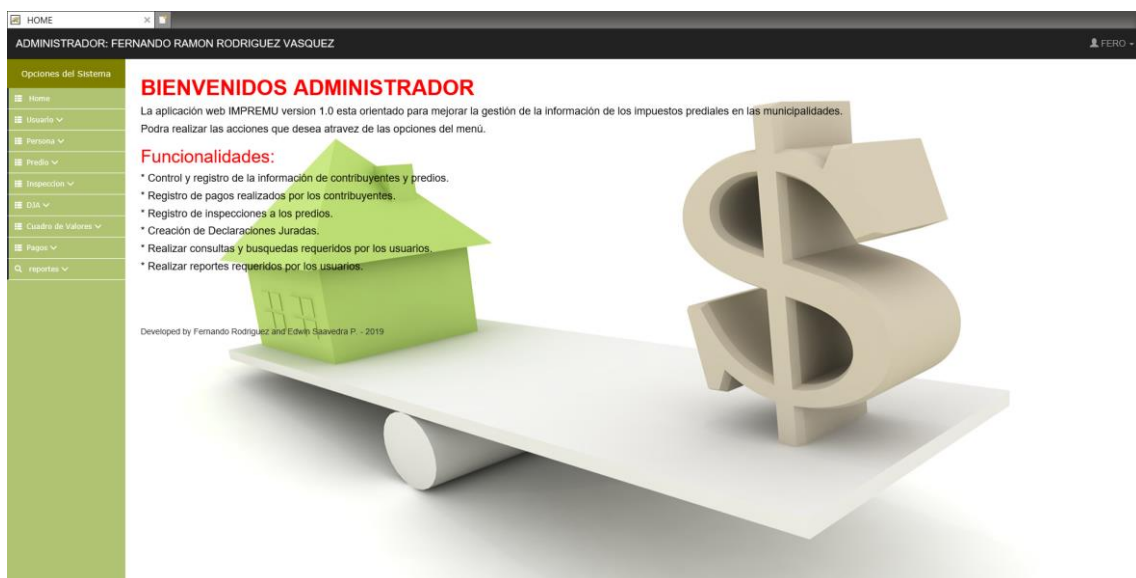 HOME
ADMINISTRADOR: FERNANDO RAMON RODRIGUEZ VASQUEZ
FERO
Opciones del Sistema
Home
Usuario
Persona
Predio
Inspeccion
DJA
Cuadro de Valores
Pagos
reportes
BIENVENIDOS ADMINISTRADOR
La aplicación web IMPREMU version 1.0 esta orientado para mejorar la gestión de la información de los impuestos prediales en las municipalidades.
Podra realizar las acciones que desea atravez de las opciones del menú.
Funcionalidades:
* Control y registro de la información de contribuyentes y predios.
* Registro de pagos realizados por los contribuyentes.
* Registro de inspecciones a los predios.
* Creación de Declaraciones Juradas.
* Realizar consultas y busquedas requeridos por los usuarios.
* Realizar reportes requeridos por los usuarios.
Developed by Fernando Rodriguez and Edwin Saavedra P. - 2019